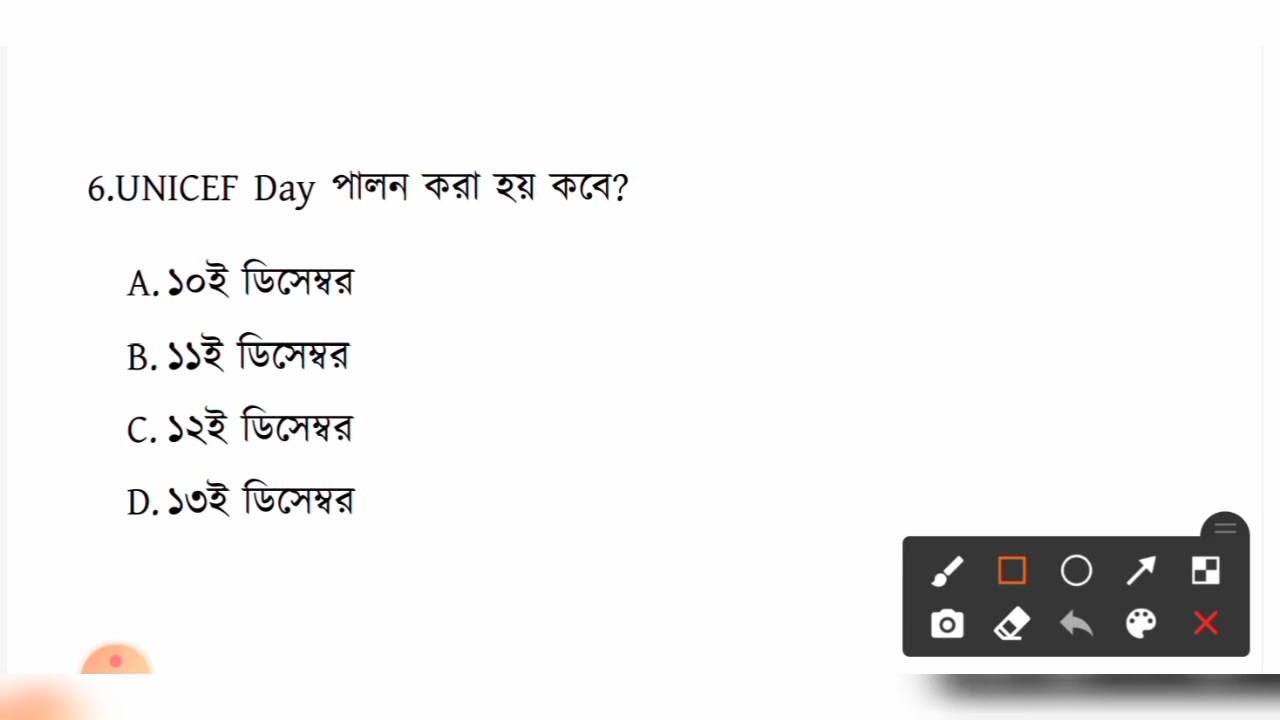 6.UNICEF Day পালন করা হয় কবে?
A. ১০ই ডিসেম্বর
B. ১১ই ডিসেম্বর
C. ১২ই ডিসেম্বর
D. ১৩ই ডিসেম্বর